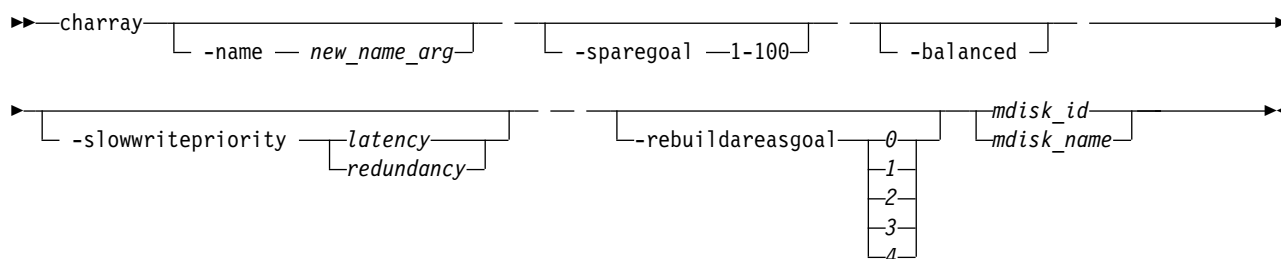 charray -name new_name_arg -sparegoal 1-100 -balanced
-slowwritepriority latency -rebuildareasgoal 0 mdisk_id
redundancy 1 mdisk_name
2
3
4